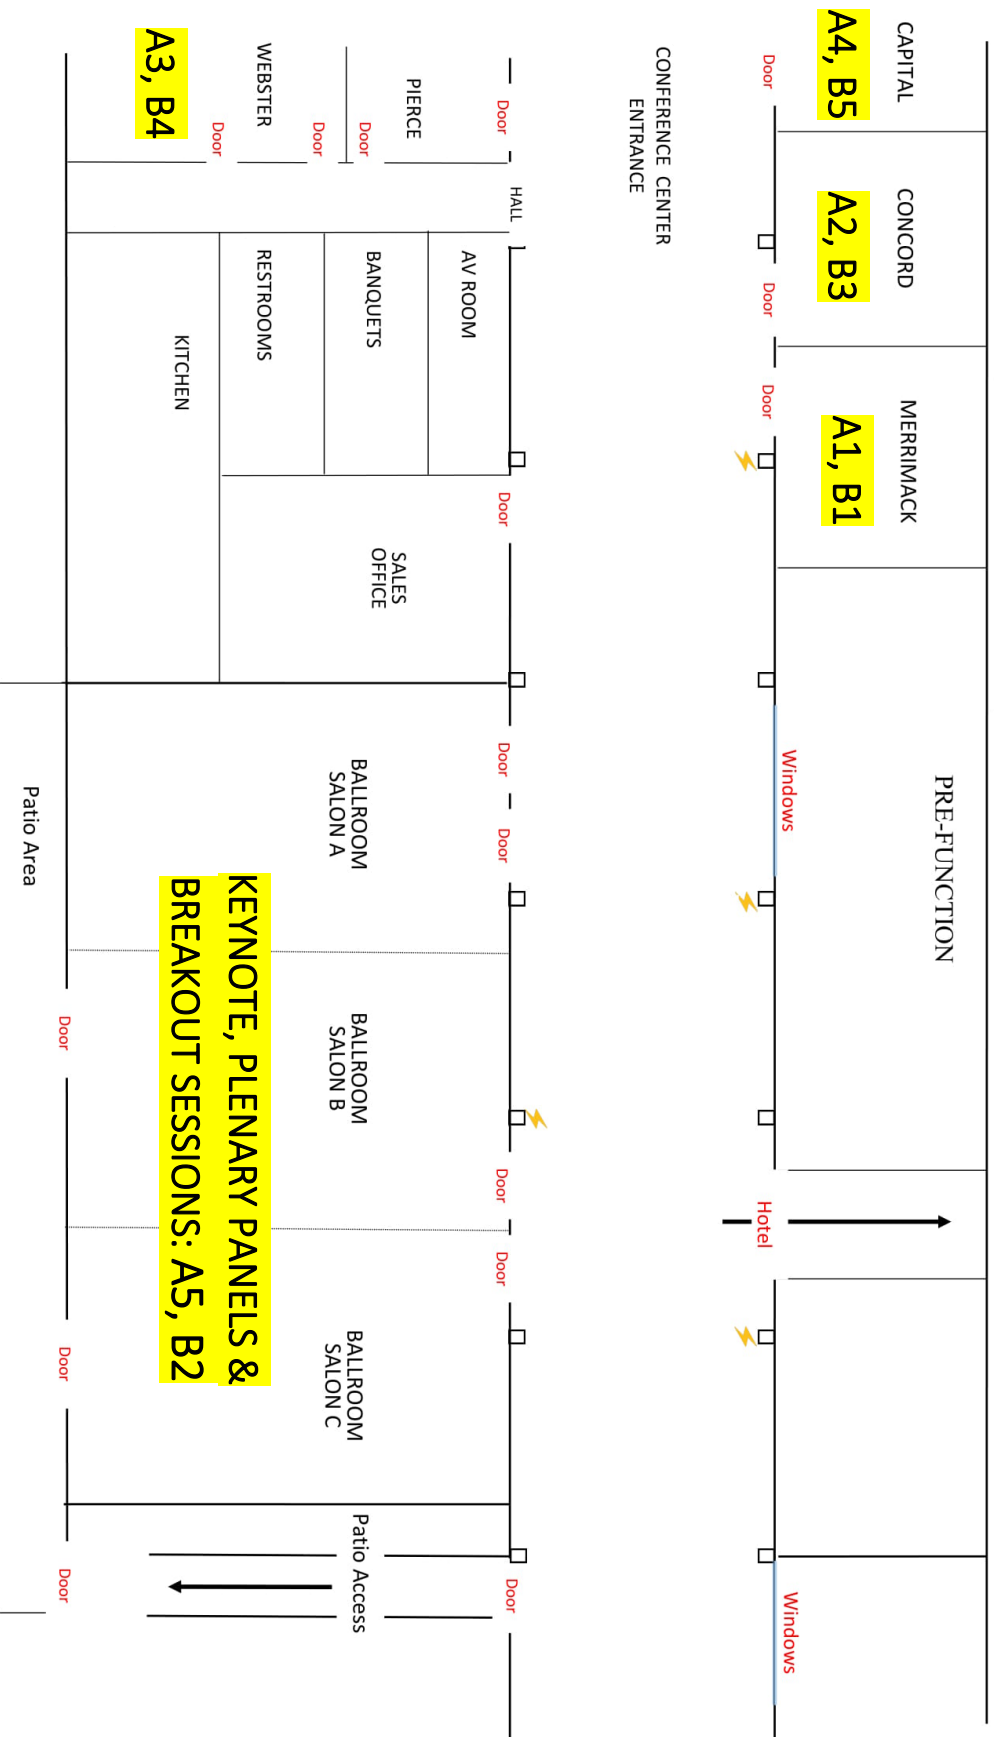 CAPITAL
A4, B5
Door
CONCORD
A2, B3
Door
MERRIMACK
A1, B1
Door
PRE-FUNCTION
Windows
Hotel
Windows
CONFERENCE CENTER
ENTRANCE
Door
HALL
Door
Door
Door
Door
Door
Door
PIERCE
Door
WEBSTER
Door
Door
A3, B4
AV ROOM
BANQUETS
RESTROOMS
KITCHEN
SALES
OFFICE
BALLROOM
SALON A
BALLROOM
SALON B
BALLROOM
SALON C
KEYNOTE, PLENARY PANELS &
BREAKOUT SESSIONS: A5, B2
Patio Access
Door
Door
Door
Patio Area